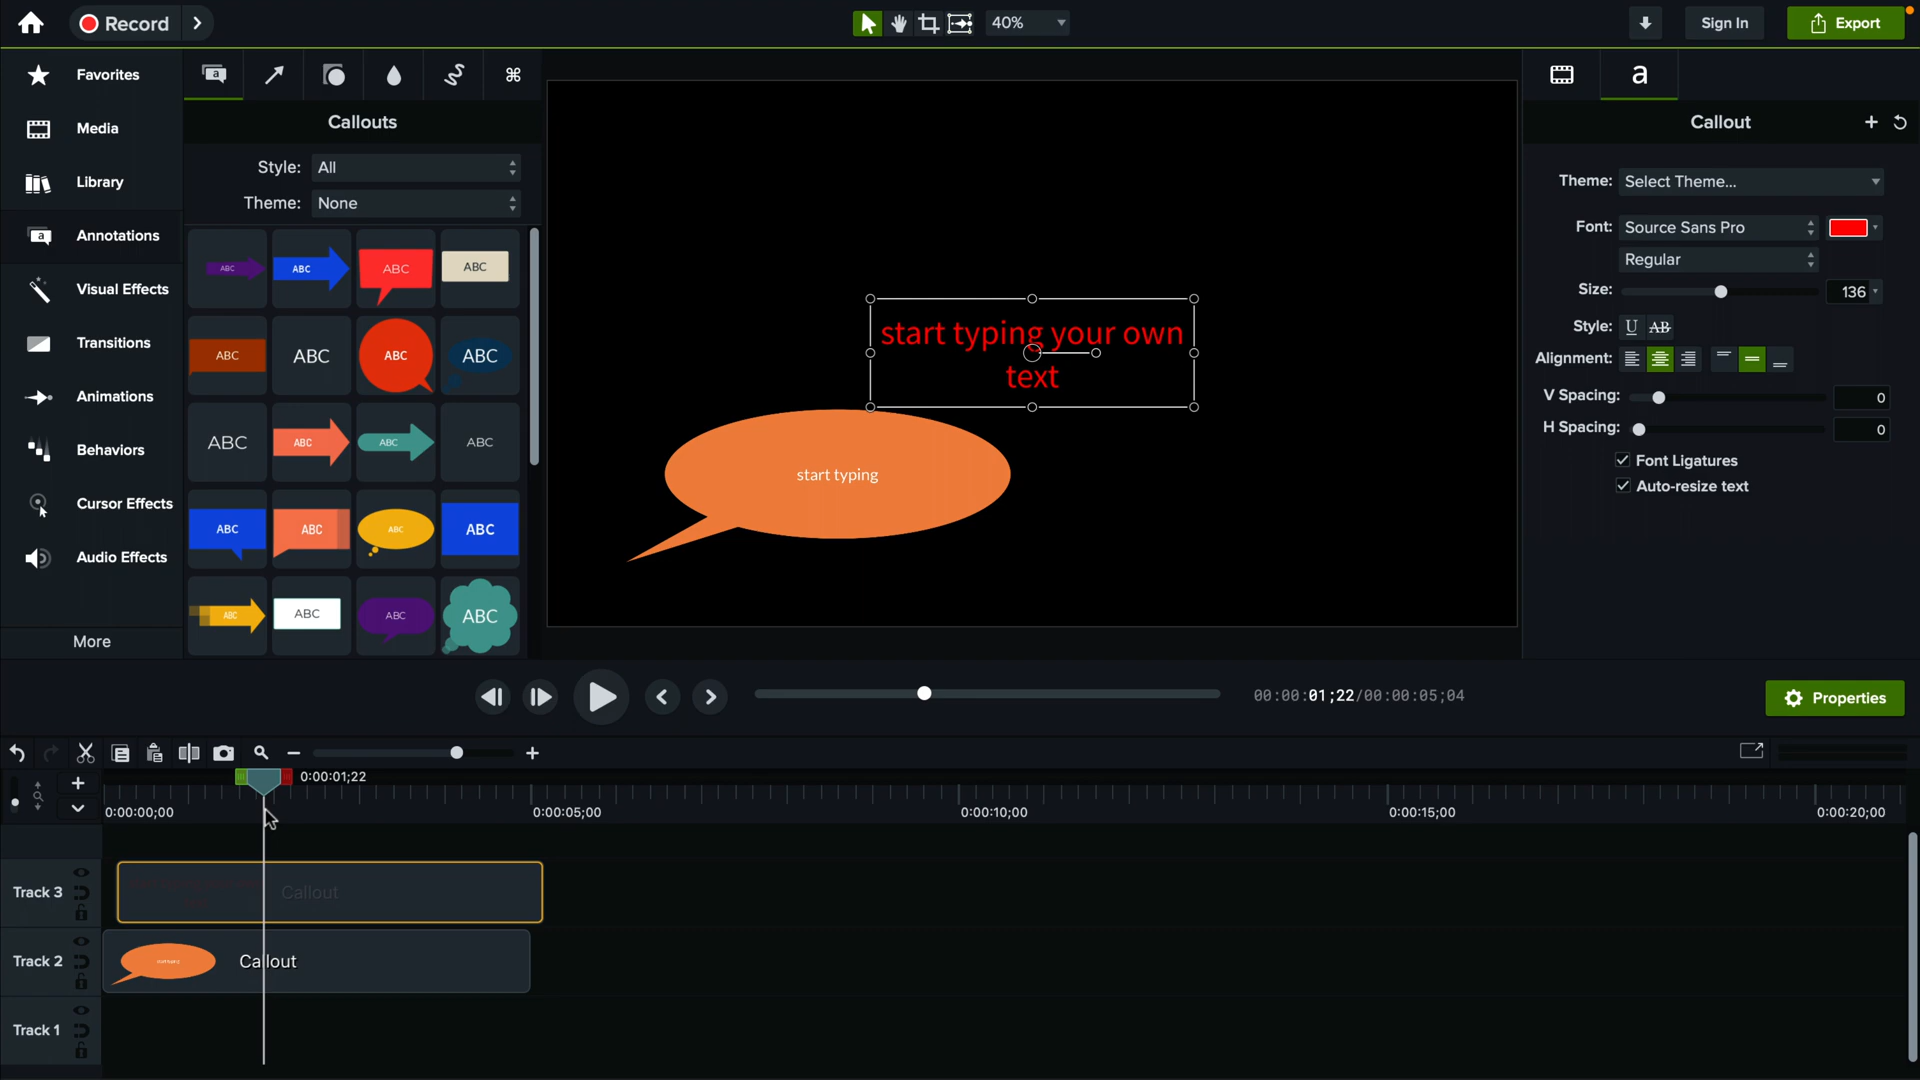 Record
40%
Sign In
Export
Favorites
Media
Library
Annotations
Visual Effects
Transitions
Animations
Behaviors
Cursor Effects
Audio Effects
More
Callouts
Style: All
Theme: None
ABC ABC ABC ABC
ABC ABC ABC ABC
ABC ABC ABC ABC
ABC ABC ABC ABC
ABC ABC ABC ABC
start typing your own
text
start typing
a
Callout
Theme: Select Theme...
Font: Source Sans Pro
Regular
Size: 136
Style: U AB
Alignment:
V Spacing: 0
H Spacing: 0
Font Ligatures
Auto-resize text
00:00:01;22/00:00:05;04
Properties
0:00:01;22
0:00:00;00 0:00:05;00 0:00:10;00 0:00:15;00 0:00:20;00
Track 3 Callout
Track 2 Callout
Track 1